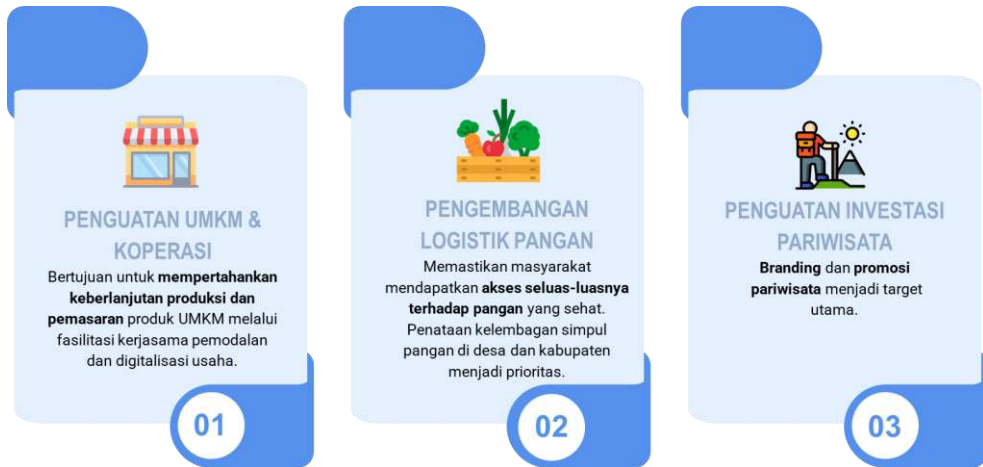 PENGUATAN UMKM &
KOPERASI
Bertujuan untuk mempertahankan
keberlanjutan produksi dan
pemasaran produk UMKM melalui
fasilitasi kerjasama pemodalan
dan digitalisasi usaha.
01
PENGEMBANGAN
LOGISTIK PANGAN
Memastikan masyarakat
mendapatkan akses seluas-luasnya
terhadap pangan yang sehat.
Penataan kelembagan simpul
pangan di desa dan kabupaten
menjadi prioritas.
02
PENGUATAN INVESTASI
PARIWISATA
Branding dan promosi
pariwisata menjadi target
utama.
03